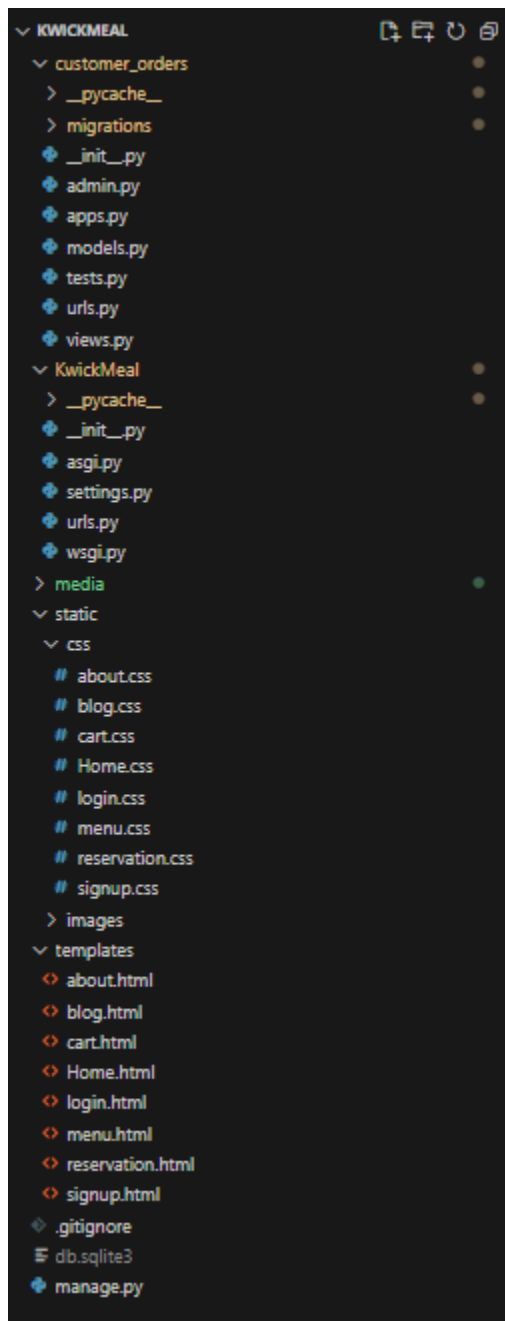 KWICKMEAL
customer_orders
__pycache__
migrations
__init__.py
admin.py
apps.py
models.py
tests.py
urls.py
views.py
KwickMeal
__pycache__
__init__.py
asgi.py
settings.py
urls.py
wsgi.py
media
static
css
about.css
blog.css
cart.css
Home.css
login.css
menu.css
reservation.css
signup.css
images
templates
about.html
blog.html
cart.html
Home.html
login.html
menu.html
reservation.html
signup.html
.gitignore
db.sqlite3
manage.py